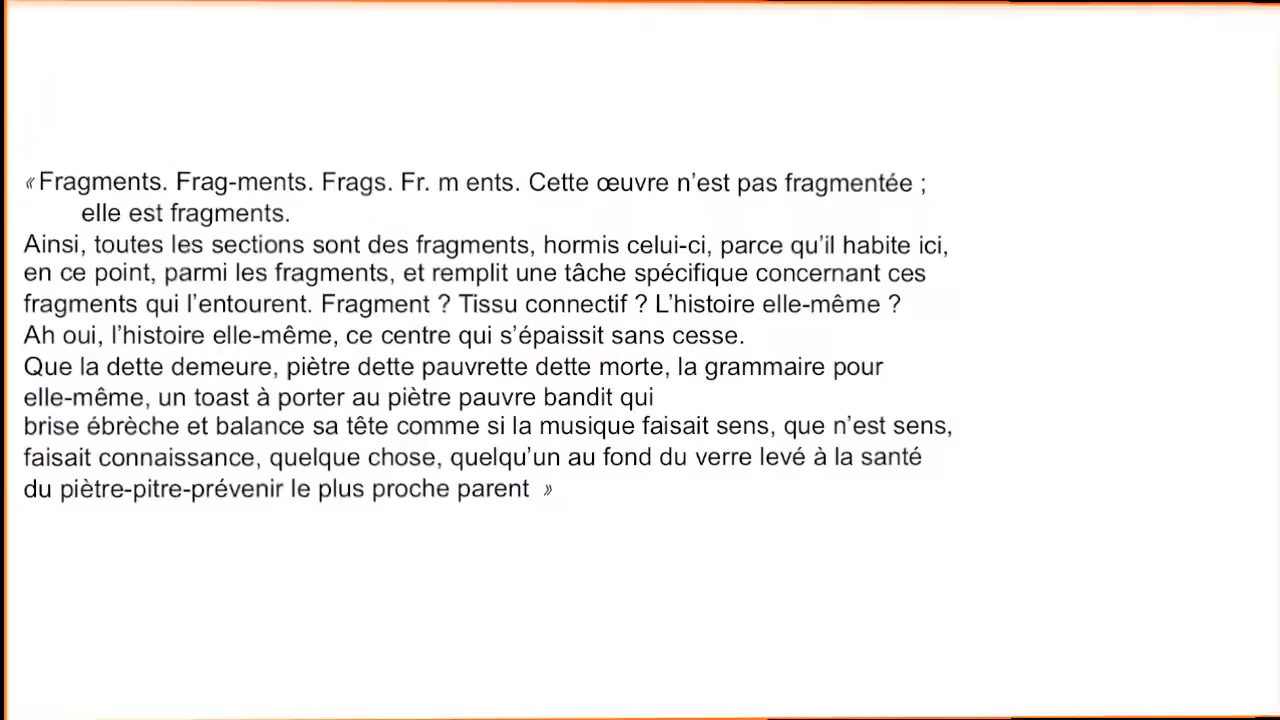 « Fragments. Frag-ments. Frags. Fr. m ents. Cette œuvre n’est pas fragmentée ;
elle est fragments.
Ainsi, toutes les sections sont des fragments, hormis celui-ci, parce qu’il habite ici,
en ce point, parmi les fragments, et remplit une tâche spécifique concernant ces
fragments qui l’entourent. Fragment ? Tissu connectif ? L’histoire elle-même ?
Ah oui, l’histoire elle-même, ce centre qui s’épaissit sans cesse.
Que la dette demeure, piètre dette pauvrette dette morte, la grammaire pour
elle-même, un toast à porter au piètre pauvre bandit qui
brise ébrèche et balance sa tête comme si la musique faisait sens, que n’est sens,
faisait connaissance, quelque chose, quelqu’un au fond du verre levé à la santé
du piètre-pitre-prévenir le plus proche parent »